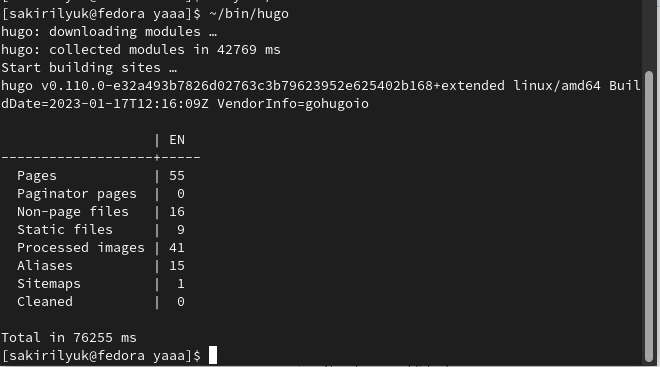 [sakirilyuk@fedora yaaa]$ ~/bin/hugo
hugo: downloading modules …
hugo: collected modules in 42769 ms
Start building sites …
hugo v0.110.0-e32a493b7826d02763c3b79623952e625402b168+extended linux/amd64 Buil
dDate=2023-01-17T12:16:09Z VendorInfo=gohugoio
                   | EN
-------------------+-----
  Pages            | 55
  Paginator pages  |  0
  Non-page files   | 16
  Static files     |  9
  Processed images | 41
  Aliases          | 15
  Sitemaps         |  1
  Cleaned          |  0
Total in 76255 ms
[sakirilyuk@fedora yaaa]$